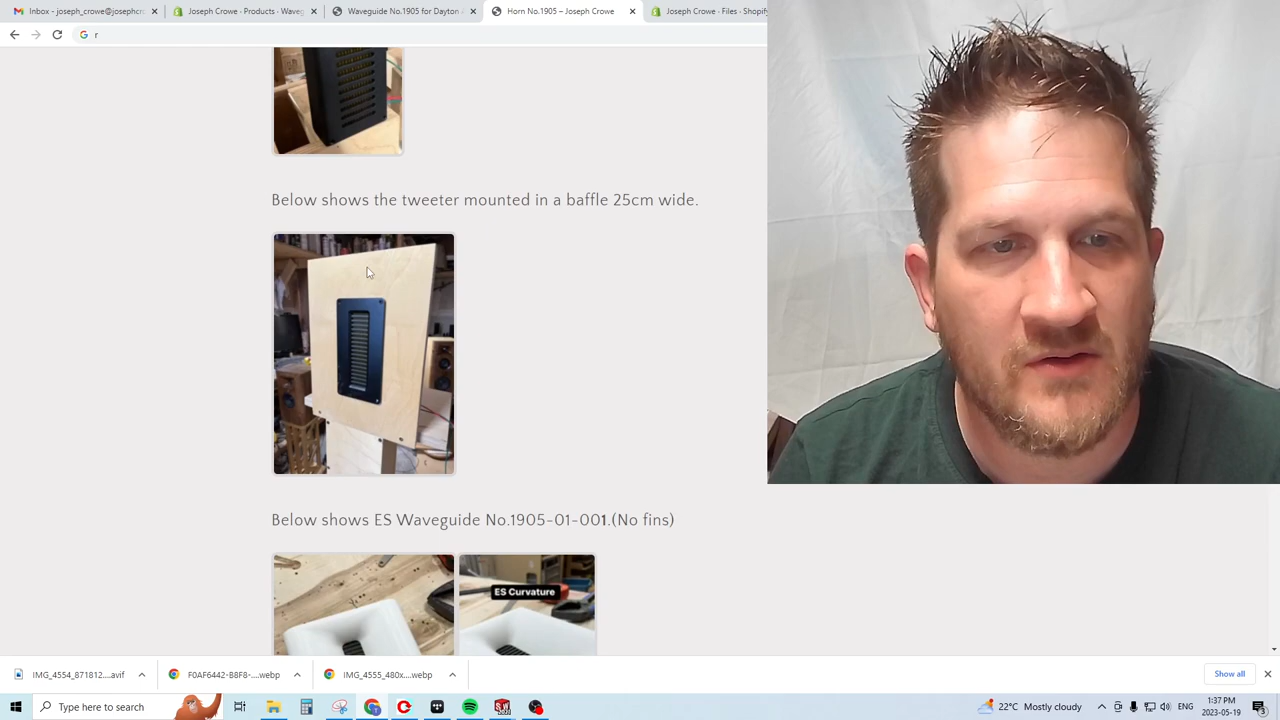 Inbox - joseph_crowe@josephcr
Joseph Crowe - Products - Waveg
Waveguide No.1905 for Dayton A
Horn No.1905 – Joseph Crowe
Joseph Crowe - Files - Shopify
r
Below shows the tweeter mounted in a baffle 25cm wide.
Below shows ES Waveguide No.1905-01-001.(No fins)
ES Curvature
IMG_4554_871812....avif
F0AF6442-B8F8-....webp
IMG_4555_480x....webp
Show all
Type here to search
22°C Mostly cloudy
ENG
1:37 PM
2023-05-19